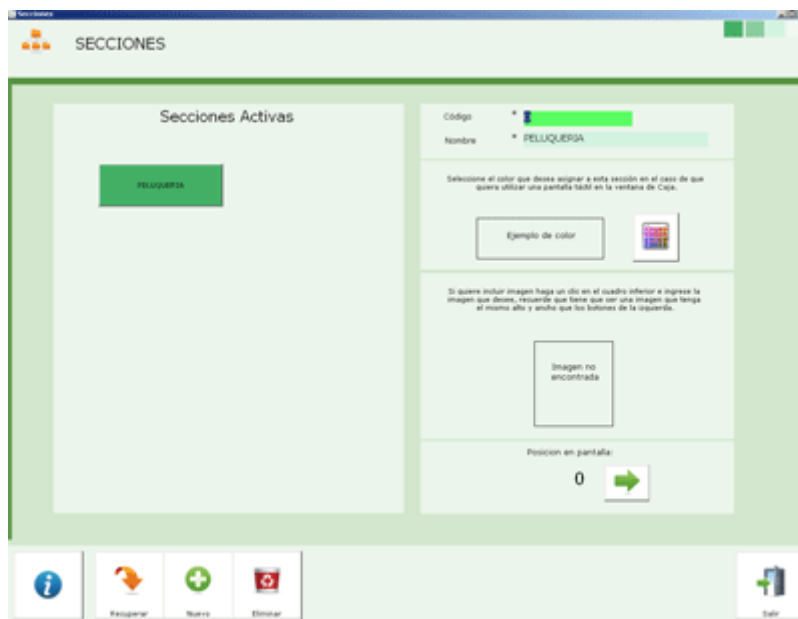 Secciones
SECCIONES
Secciones Activas
PELUQUERIA
Código *
Nombre * PELUQUERIA
Seleccione el color que desea asignar a esta sección en el caso de que
quiera utilizar una pantalla táctil en la ventana de Caja.
Ejemplo de color
Si quiere incluir imagen haga un clic en el cuadro inferior e ingrese la
imagen que desee, recuerde que tiene que ser una imagen que tenga
el mismo alto y ancho que los botones de la izquierda.
Imagen no
encontrada
Posicion en pantalla:
0
Recuperar
Nuevo
Eliminar
Salir